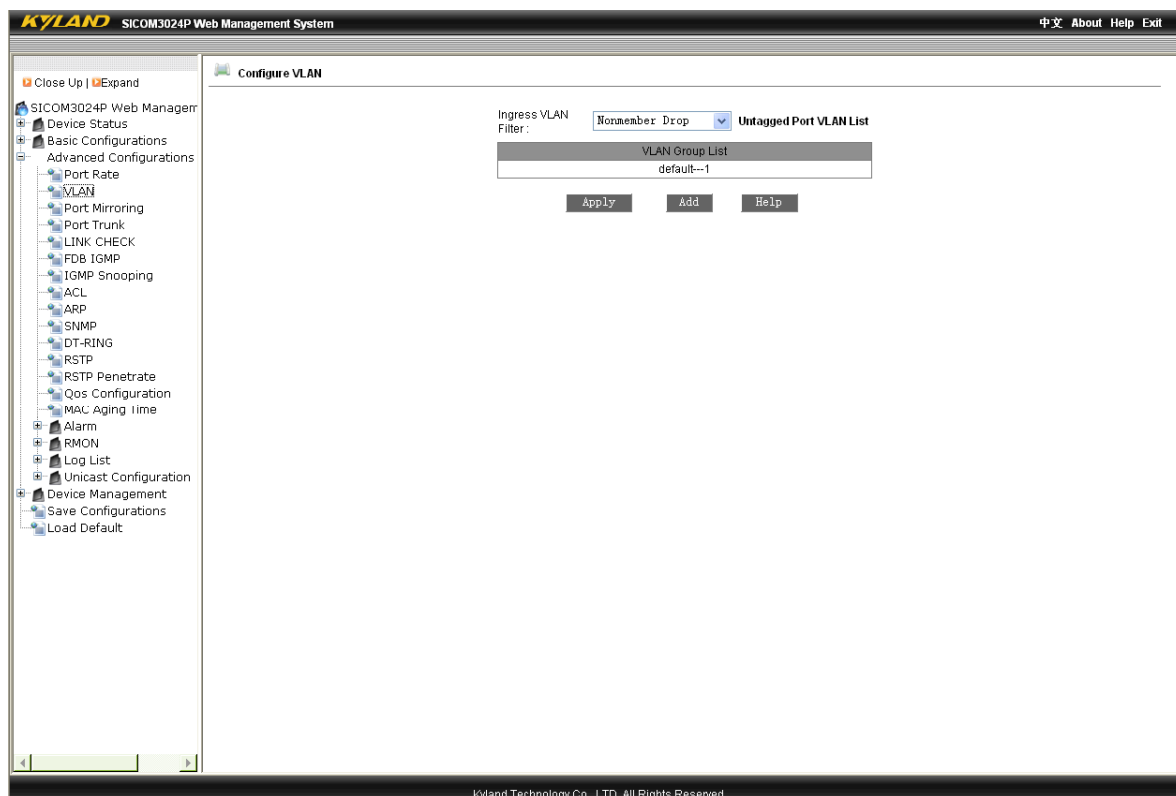 KYLAND SICOM3024P Web Management System 中文 About Help Exit
Close Up | Expand
SICOM3024P Web Managem
Device Status
Basic Configurations
Advanced Configurations
Port Rate
VLAN
Port Mirroring
Port Trunk
LINK CHECK
FDB IGMP
IGMP Snooping
ACL
ARP
SNMP
DT-RING
RSTP
RSTP Penetrate
Qos Configuration
MAC Aging Time
Alarm
RMON
Log List
Unicast Configuration
Device Management
Save Configurations
Load Default
Configure VLAN
Ingress VLAN
Filter : Nonmember Drop Untagged Port VLAN List
VLAN Group List
default---1
Apply Add Help
Kyland Technology Co., LTD. All Rights Reserved